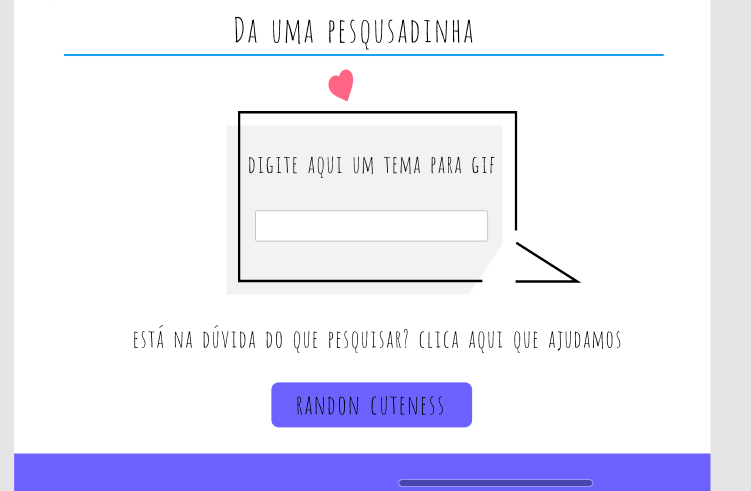 Da uma pesqusadinha
digite aqui um tema para gif
está na dúvida do que pesquisar? clica aqui que ajudamos
randon cuteness